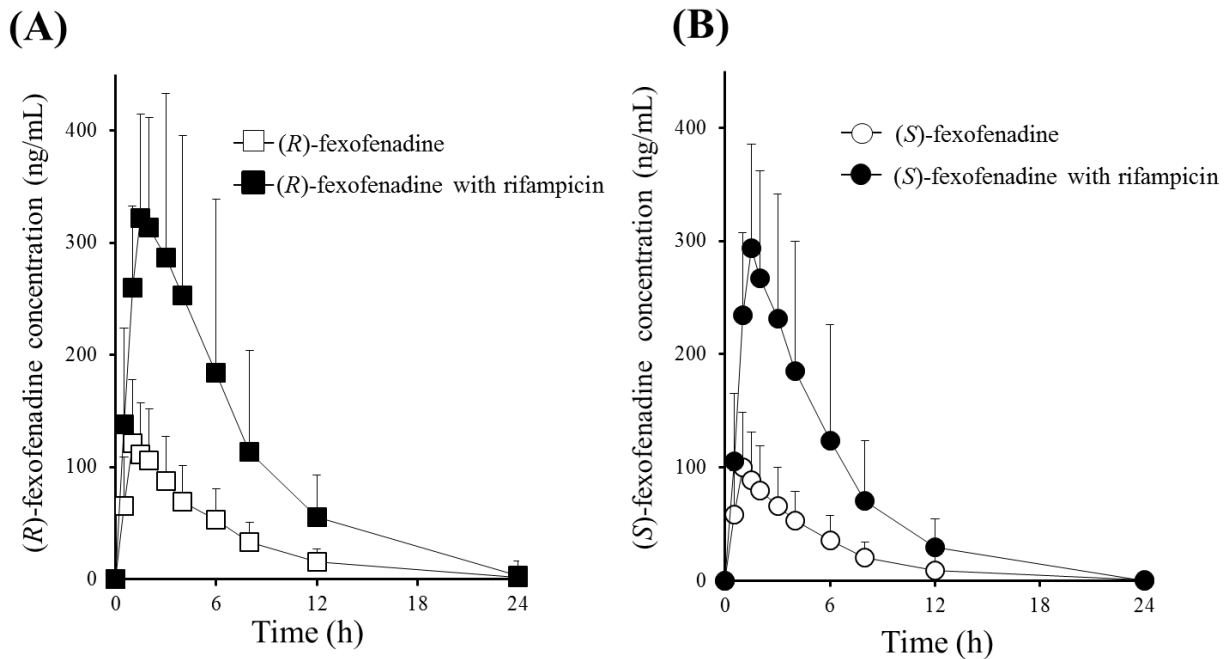 (A)
(R)-fexofenadine concentration (ng/mL)
400
300
200
100
0
(R)-fexofenadine
(R)-fexofenadine with rifampicin
0
6
12
18
24
Time (h)
(B)
(S)-fexofenadine concentration (ng/mL)
400
300
200
100
0
(S)-fexofenadine
(S)-fexofenadine with rifampicin
0
6
12
18
24
Time (h)